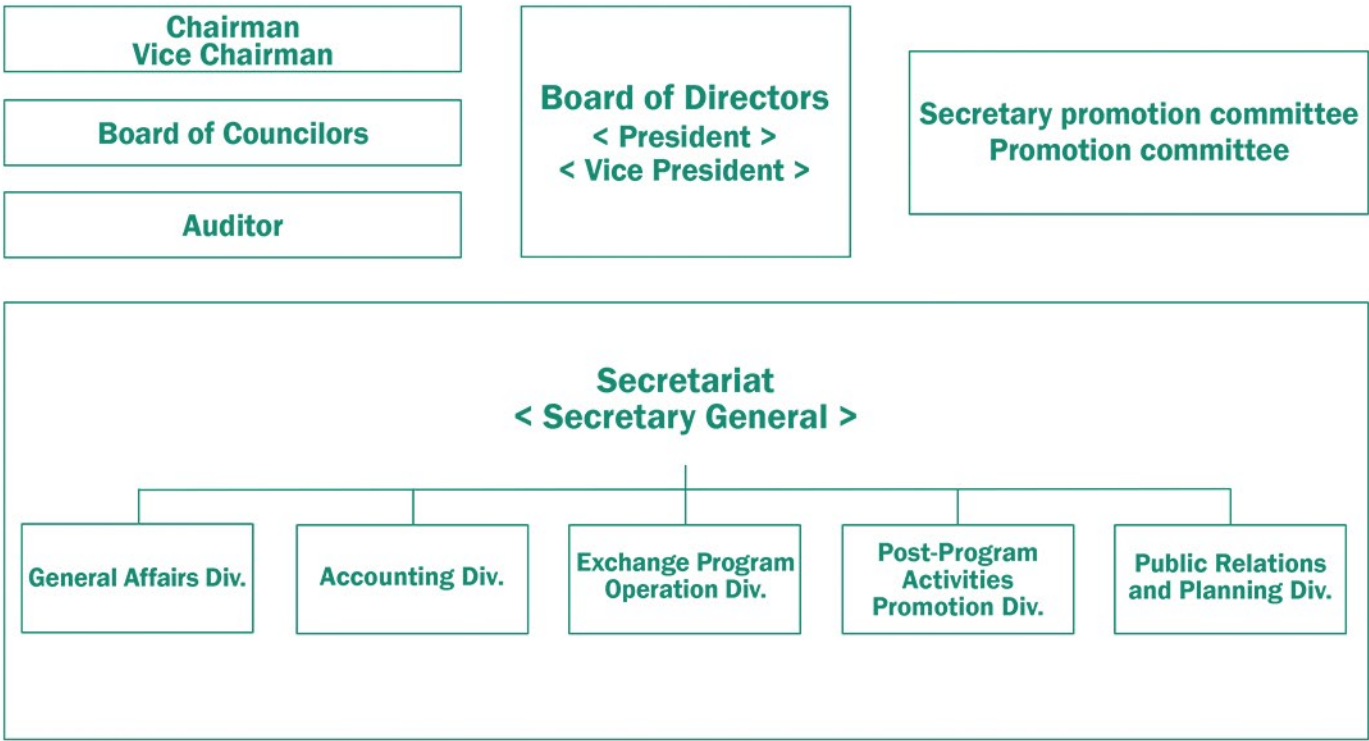 Chairman
Vice Chairman
Board of Councilors
Auditor
Board of Directors
< President >
< Vice President >
Secretary promotion committee
Promotion committee
Secretariat
< Secretary General >
General Affairs Div.
Accounting Div.
Exchange Program
Operation Div.
Post-Program
Activities
Promotion Div.
Public Relations
and Planning Div.